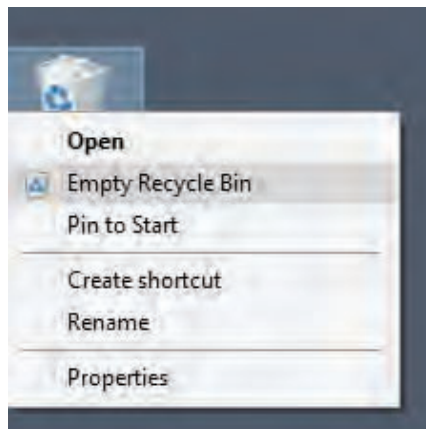 Open
Empty Recycle Bin
Pin to Start
Create shortcut
Rename
Properties